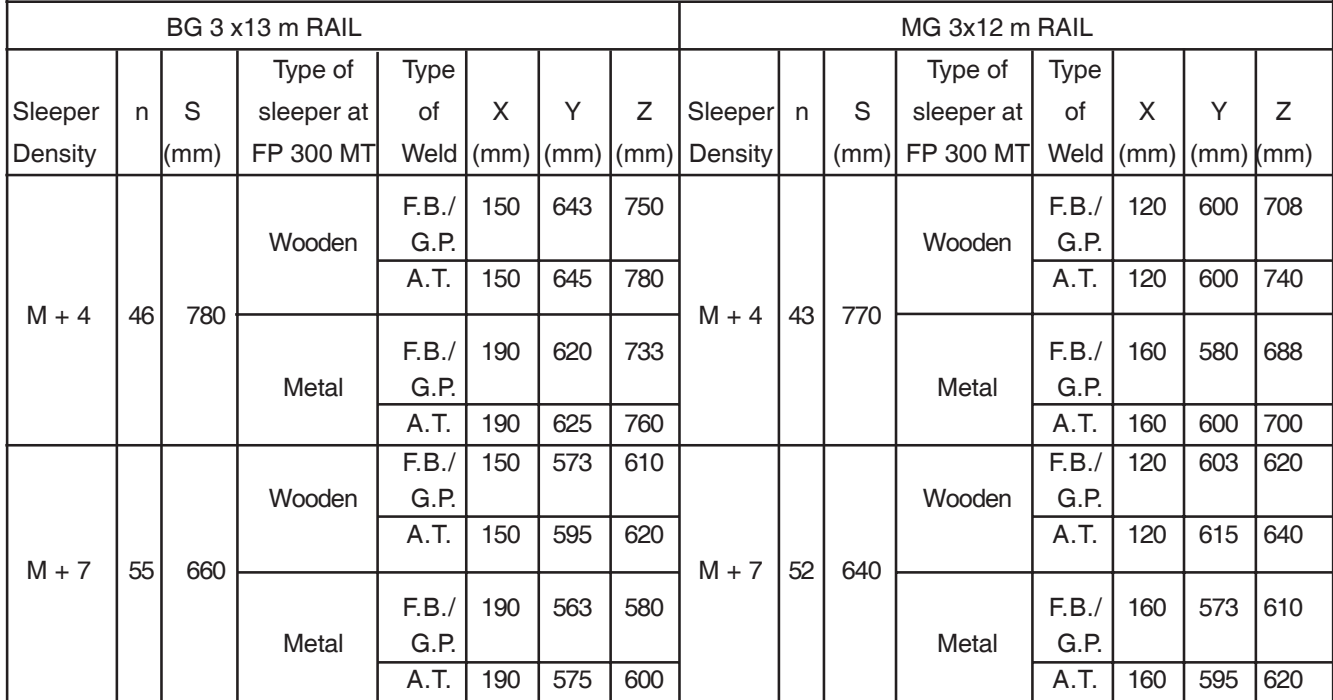 BG 3 x13 m RAIL MG 3x12 m RAIL
Type of Type Type of Type
Sleeper n S sleeper at of X Y Z Sleeper n S sleeper at of X Y Z
Density (mm) FP 300 MT Weld (mm) (mm) (mm) Density (mm) FP 300 MT Weld (mm) (mm) (mm)
F.B./ 150 643 750 F.B./ 120 600 708
Wooden G.P. Wooden G.P.
A.T. 150 645 780 A.T. 120 600 740
M + 4 46 780 M + 4 43 770
F.B./ 190 620 733 F.B./ 160 580 688
Metal G.P. Metal G.P.
A.T. 190 625 760 A.T. 160 600 700
F.B./ 150 573 610 F.B./ 120 603 620
Wooden G.P. Wooden G.P.
A.T. 150 595 620 A.T. 120 615 640
M + 7 55 660 M + 7 52 640
F.B./ 190 563 580 F.B./ 160 573 610
Metal G.P. Metal G.P.
A.T. 190 575 600 A.T. 160 595 620